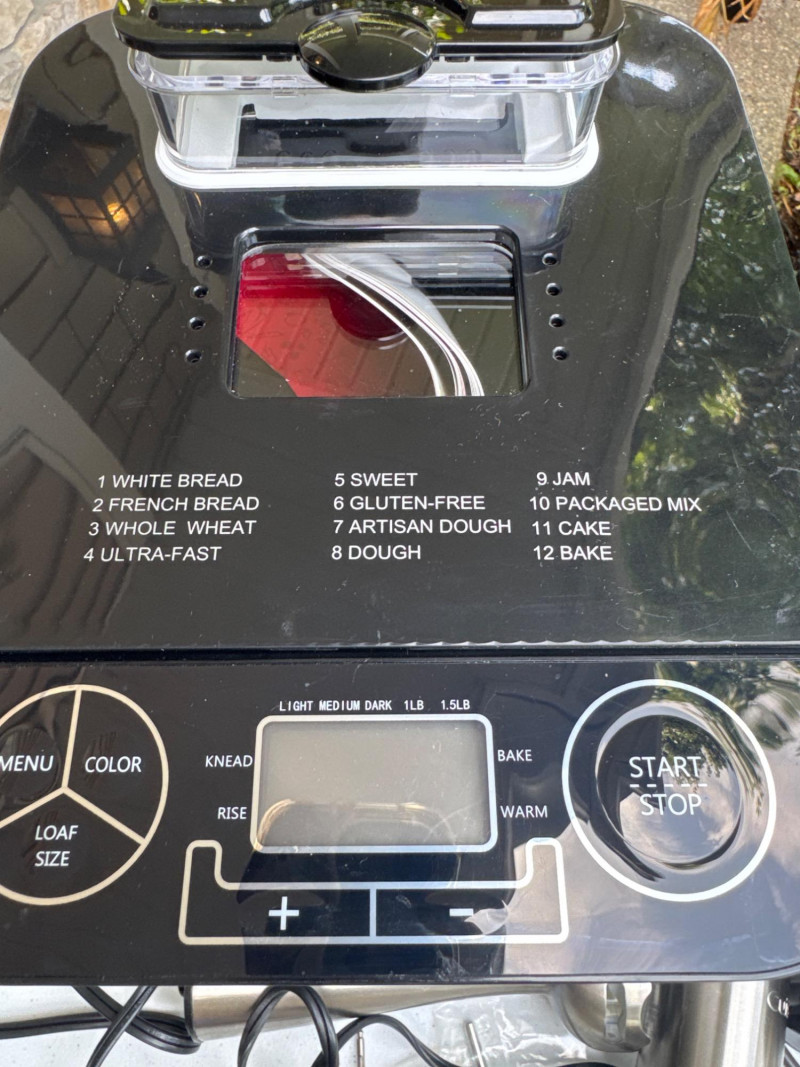 1 WHITE BREAD
2 FRENCH BREAD
3 WHOLE WHEAT
4 ULTRA-FAST
5 SWEET
6 GLUTEN-FREE
7 ARTISAN DOUGH
8 DOUGH
9 JAM
10 PACKAGED MIX
11 CAKE
12 BAKE
LIGHT MEDIUM DARK 1LB 1.5LB
MENU
COLOR
LOAF
SIZE
KNEAD
RISE
BAKE
WARM
+
-
START
STOP